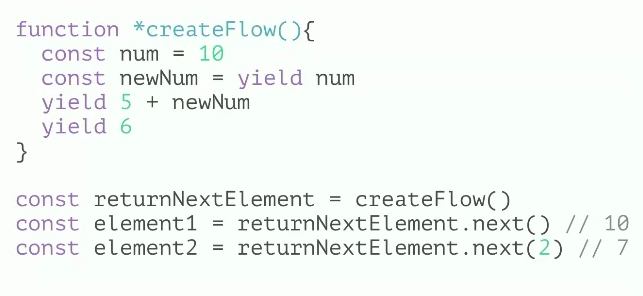 function *createFlow(){
  const num = 10
  const newNum = yield num
  yield 5 + newNum
  yield 6
}

const returnNextElement = createFlow()
const element1 = returnNextElement.next() // 10
const element2 = returnNextElement.next(2) // 7